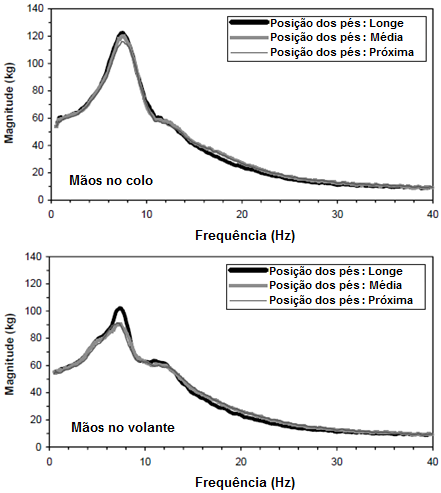 140
120
100
80
60
40
20
0
Magnitude (kg)
Posição dos pés : Longe
Posição dos pés : Média
Posição dos pés : Próxima
Mãos no colo
0 10 20 30 40
Frequência (Hz)
140
120
100
80
60
40
20
0
Magnitude (kg)
Posição dos pés : Longe
Posição dos pés : Média
Posição dos pés : Próxima
Mãos no volante
0 10 20 30 40
Frequência (Hz)